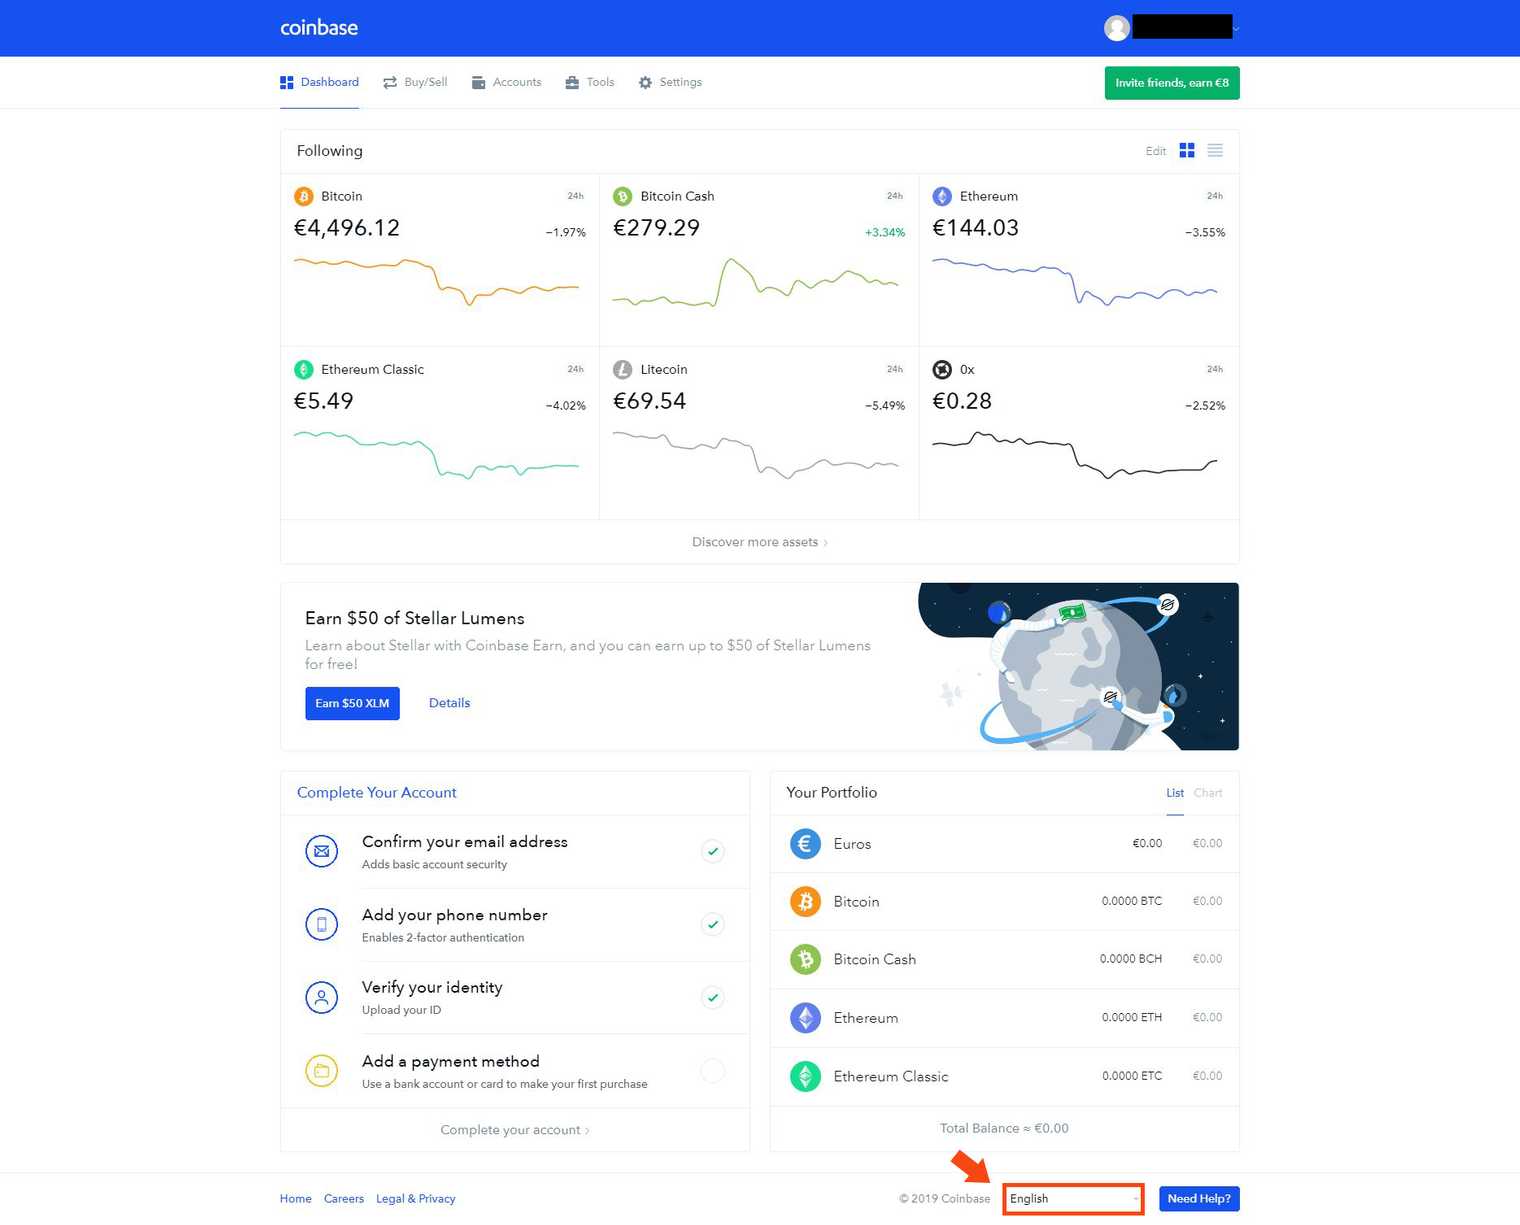 coinbase
Dashboard
Buy/Sell
Accounts
Tools
Settings
Invite friends, earn €8
Following
Edit
Bitcoin 24h
€4,496.12 −1.97%
Bitcoin Cash 24h
€279.29 +3.34%
Ethereum 24h
€144.03 −3.55%
Ethereum Classic 24h
€5.49 −4.02%
Litecoin 24h
€69.54 −5.49%
0x 24h
€0.28 −2.52%
Discover more assets ›
Earn $50 of Stellar Lumens
Learn about Stellar with Coinbase Earn, and you can earn up to $50 of Stellar Lumens
for free!
Earn $50 XLM
Details
Complete Your Account
Confirm your email address
Adds basic account security
Add your phone number
Enables 2-factor authentication
Verify your identity
Upload your ID
Add a payment method
Use a bank account or card to make your first purchase
Complete your account ›
Your Portfolio
List Chart
Euros €0.00 €0.00
Bitcoin 0.0000 BTC €0.00
Bitcoin Cash 0.0000 BCH €0.00
Ethereum 0.0000 ETH €0.00
Ethereum Classic 0.0000 ETC €0.00
Total Balance ≈ €0.00
Home Careers Legal & Privacy
© 2019 Coinbase
English
Need Help?